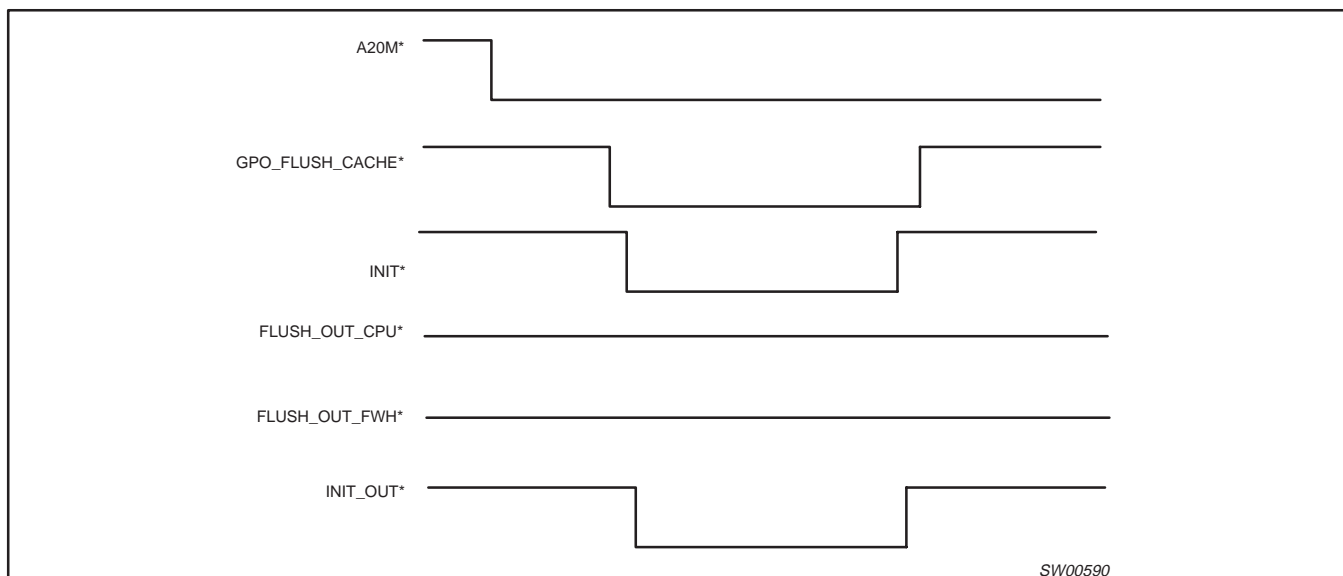 A20M*
GPO_FLUSH_CACHE*
INIT*
FLUSH_OUT_CPU*
FLUSH_OUT_FWH*
INIT_OUT*
SW00590